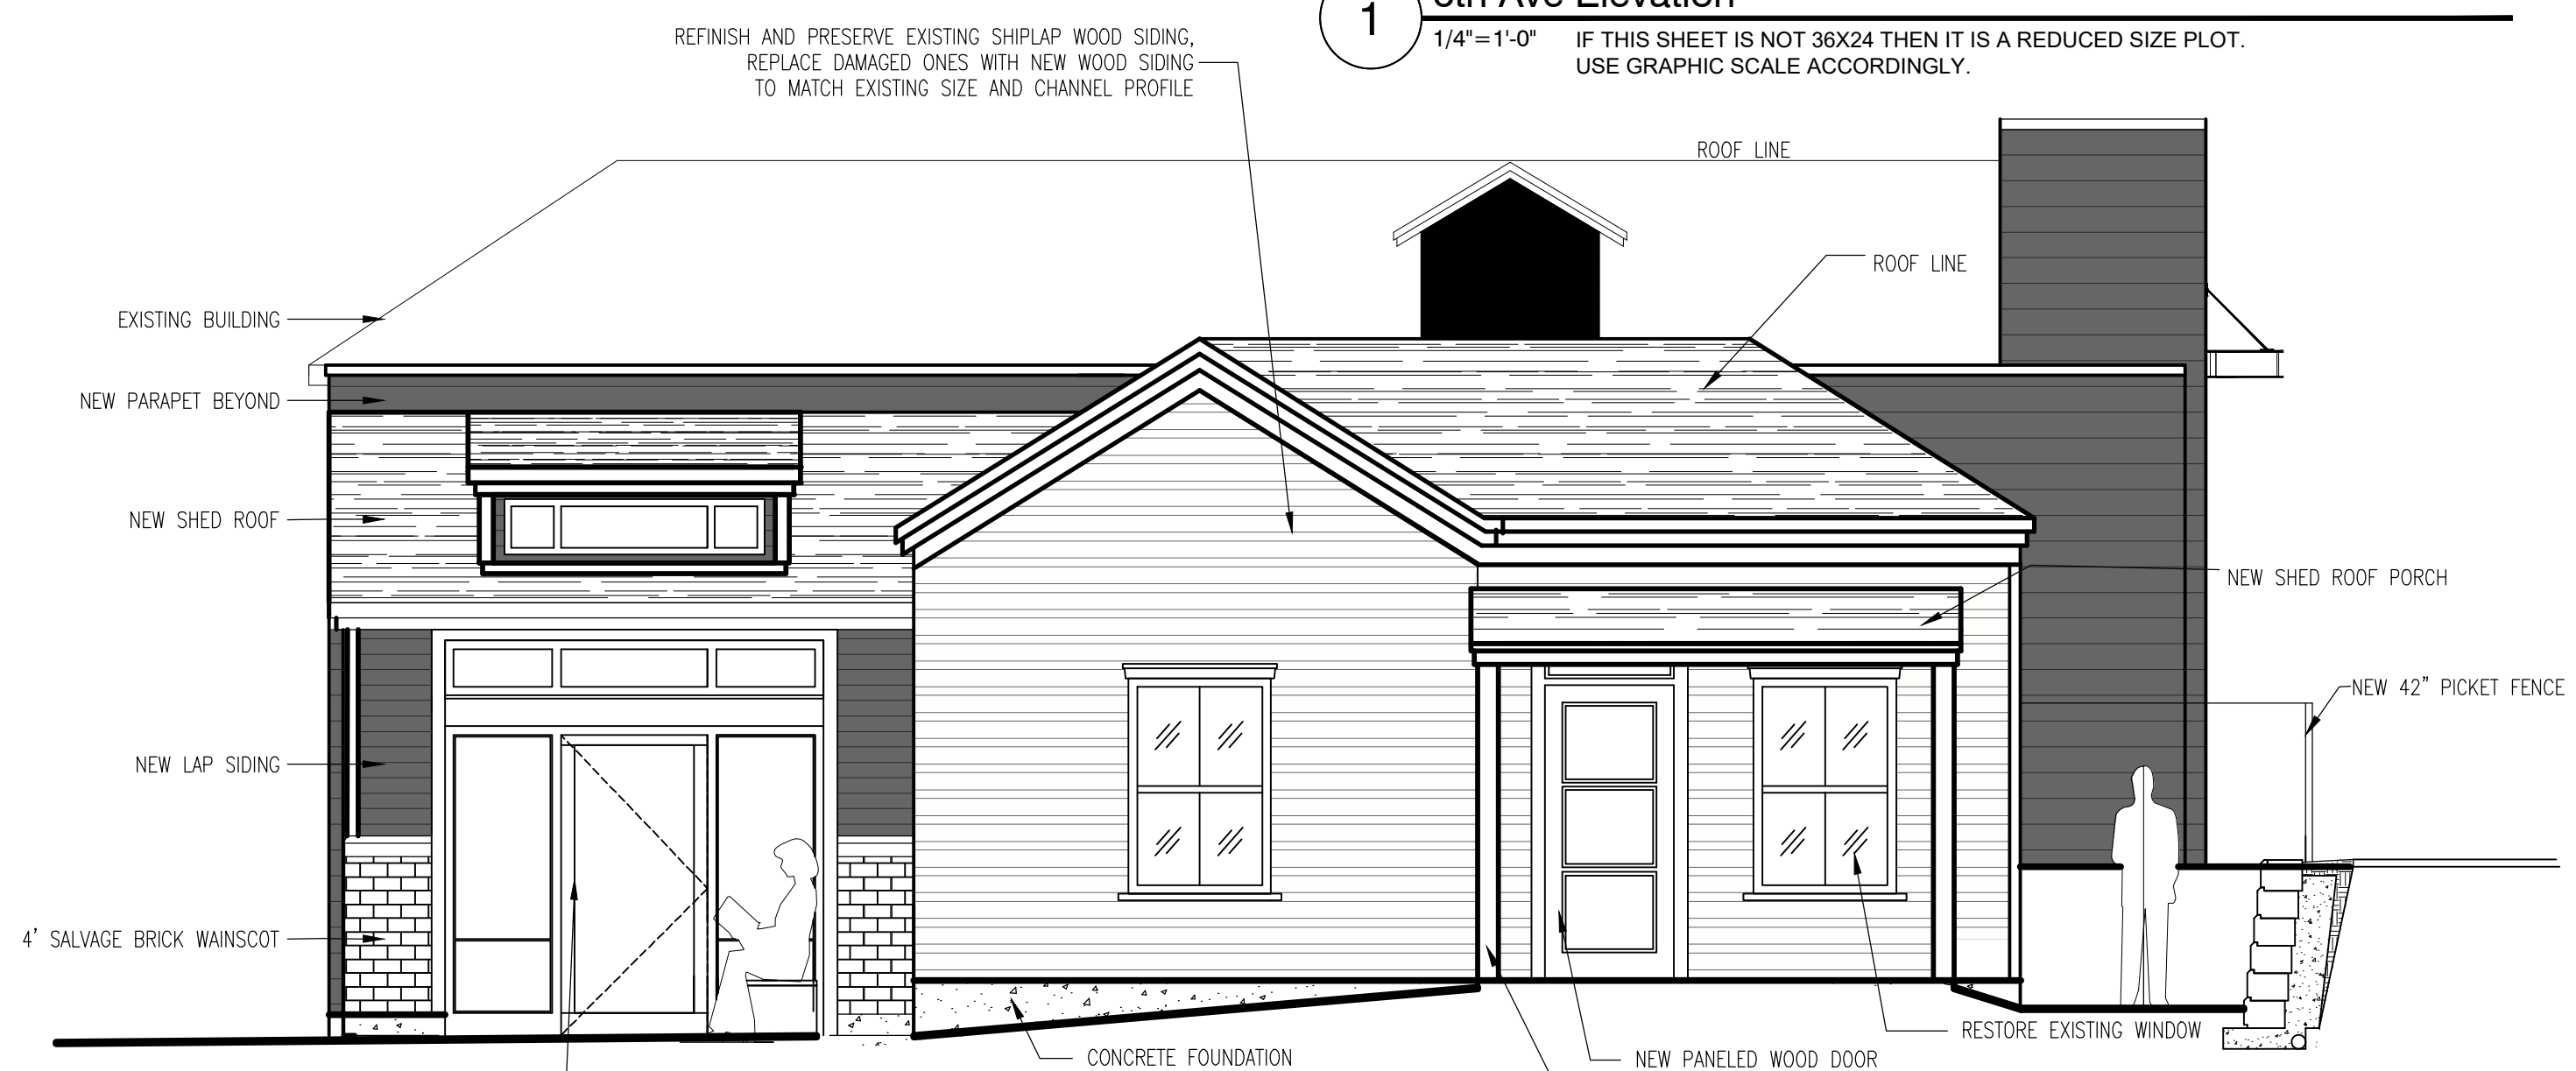 1
Elevation
1/4"=1'-0"
IF THIS SHEET IS NOT 36X24 THEN IT IS A REDUCED SIZE PLOT.
USE GRAPHIC SCALE ACCORDINGLY.
REFINISH AND PRESERVE EXISTING SHIPLAP WOOD SIDING,
REPLACE DAMAGED ONES WITH NEW WOOD SIDING
TO MATCH EXISTING SIZE AND CHANNEL PROFILE
ROOF LINE
ROOF LINE
EXISTING BUILDING
NEW PARAPET BEYOND
NEW SHED ROOF
NEW SHED ROOF PORCH
NEW 42” PICKET FENCE
NEW LAP SIDING
4’ SALVAGE BRICK WAINSCOT
RESTORE EXISTING WINDOW
CONCRETE FOUNDATION
NEW PANELED WOOD DOOR